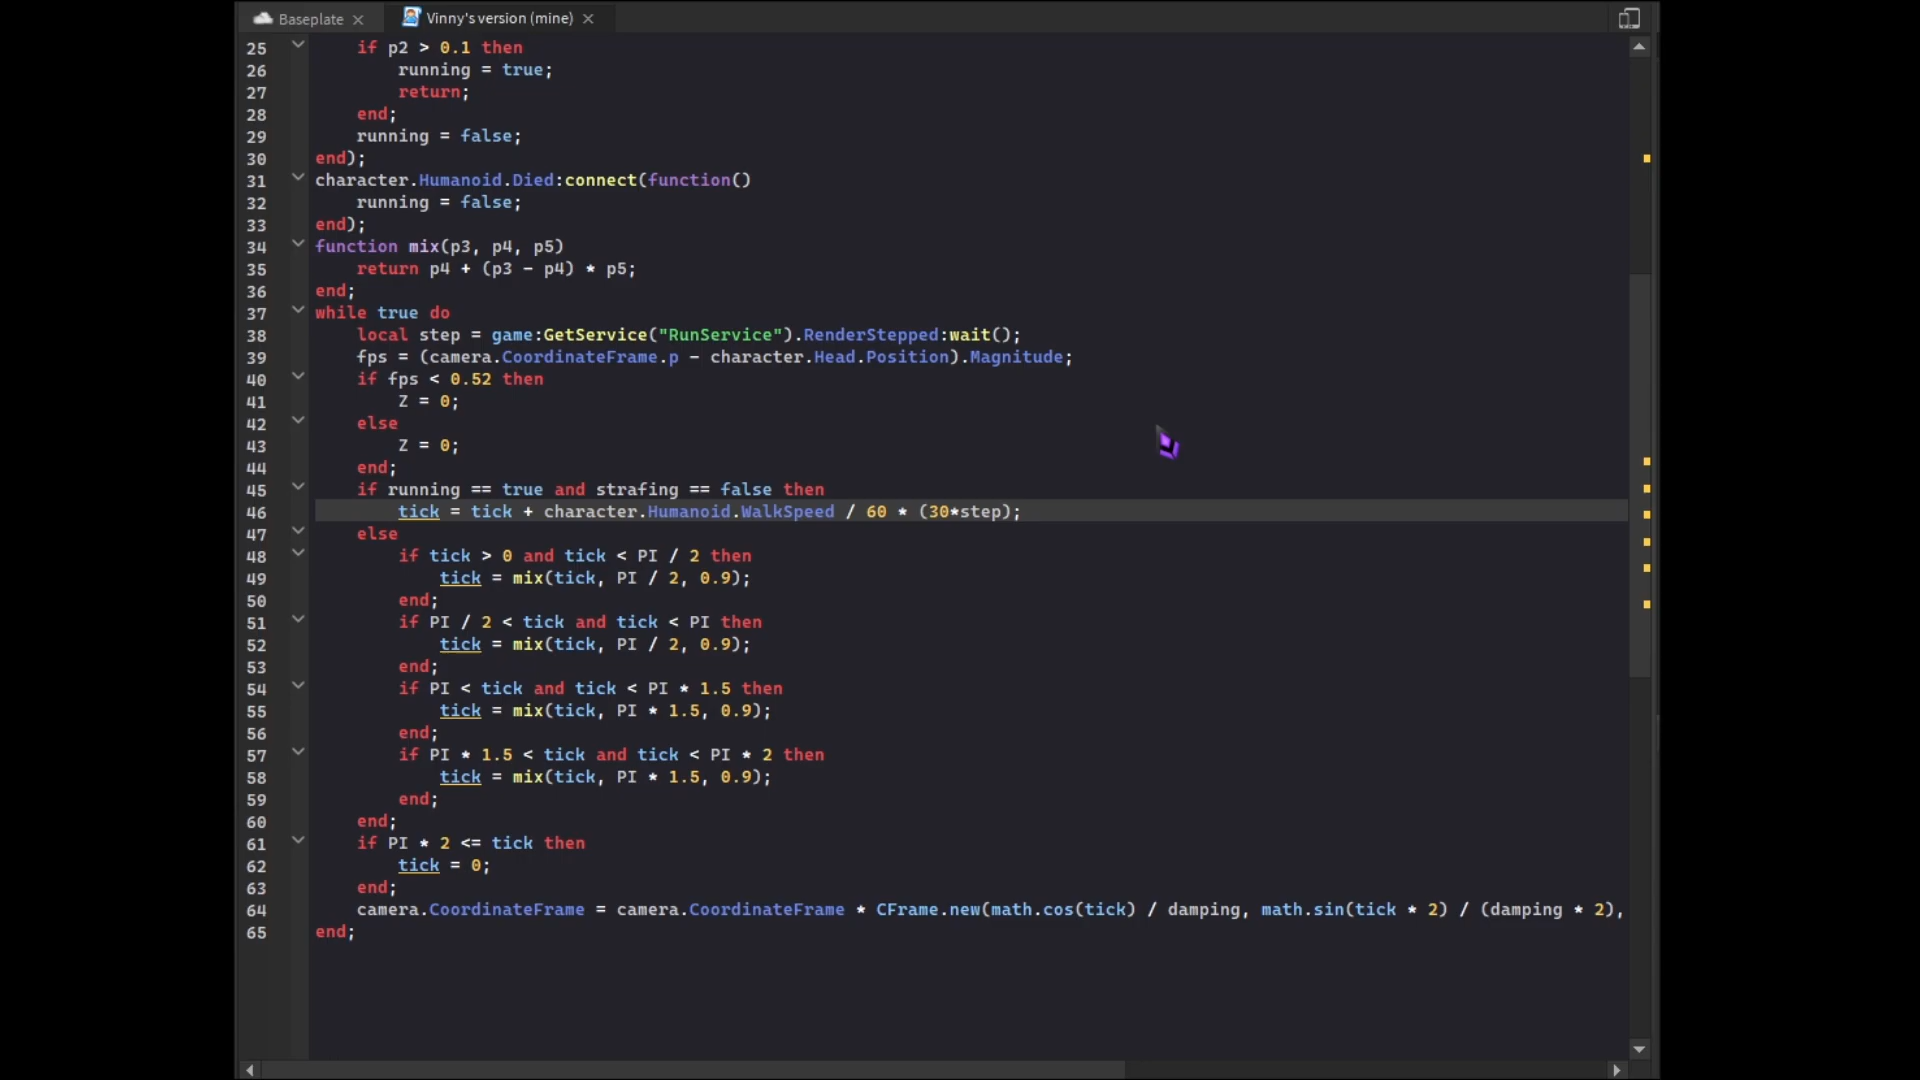 Baseplate
Vinny's version (mine)
25 if p2 > 0.1 then
26 running = true;
27 return;
28 end;
29 running = false;
30 end);
31 character.Humanoid.Died:connect(function()
32 running = false;
33 end);
34 function mix(p3, p4, p5)
35 return p4 + (p3 - p4) * p5;
36 end;
37 while true do
38 local step = game:GetService("RunService").RenderStepped:wait();
39 fps = (camera.CoordinateFrame.p - character.Head.Position).Magnitude;
40 if fps < 0.52 then
41 Z = 0;
42 else
43 Z = 0;
44 end;
45 if running == true and strafing == false then
46 tick = tick + character.Humanoid.WalkSpeed / 60 * (30*step);
47 else
48 if tick > 0 and tick < PI / 2 then
49 tick = mix(tick, PI / 2, 0.9);
50 end;
51 if PI / 2 < tick and tick < PI then
52 tick = mix(tick, PI / 2, 0.9);
53 end;
54 if PI < tick and tick < PI * 1.5 then
55 tick = mix(tick, PI * 1.5, 0.9);
56 end;
57 if PI * 1.5 < tick and tick < PI * 2 then
58 tick = mix(tick, PI * 1.5, 0.9);
59 end;
60 end;
61 if PI * 2 <= tick then
62 tick = 0;
63 end;
64 camera.CoordinateFrame = camera.CoordinateFrame * CFrame.new(math.cos(tick) / damping, math.sin(tick * 2) / (damping * 2),
65 end;